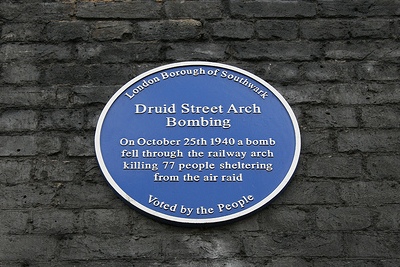 London Borough of Southwark
Druid Street Arch
Bombing
On October 25th 1940 a bomb
fell through the railway arch
killing 77 people sheltering
from the air raid
Voted by the People